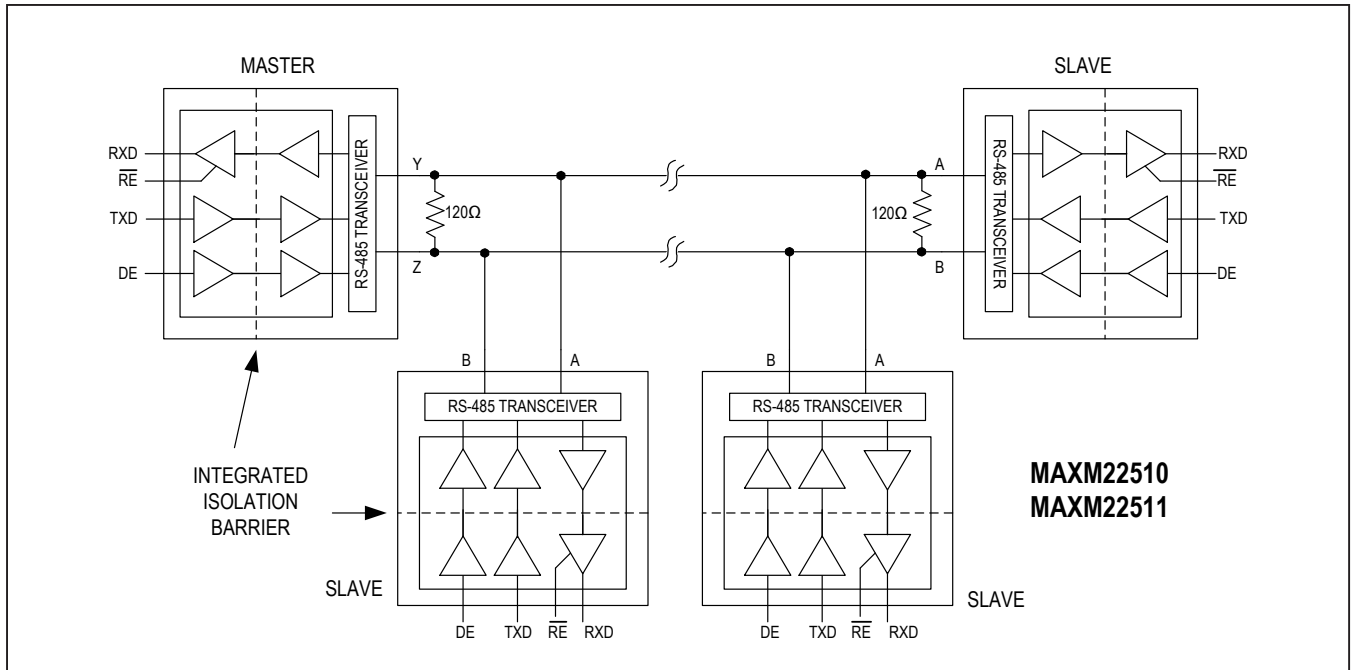 MASTER
SLAVE
RXD
RE
TXD
DE
RS-485 TRANSCEIVER
Y
Z
120Ω
120Ω
A
B
RS-485 TRANSCEIVER
RXD
RE
TXD
DE
B
A
B
A
RS-485 TRANSCEIVER
RS-485 TRANSCEIVER
INTEGRATED
ISOLATION
BARRIER
MAXM22510
MAXM22511
SLAVE
SLAVE
DE TXD RE RXD
DE TXD RE RXD